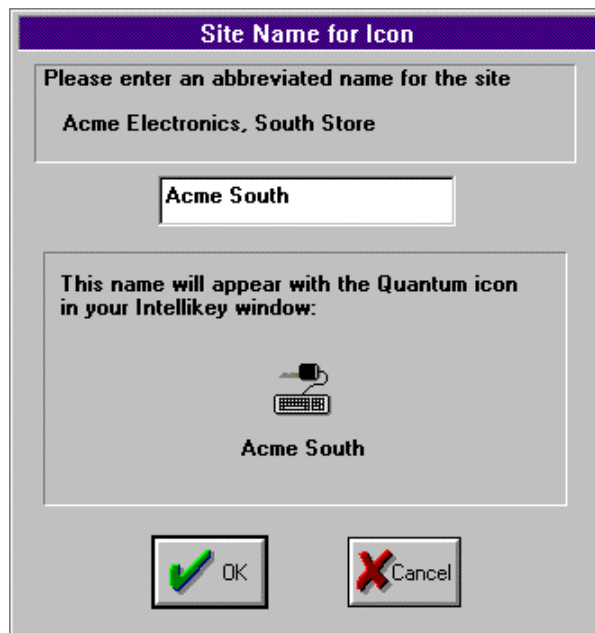 Site Name for Icon
Please enter an abbreviated name for the site
Acme Electronics, South Store
Acme South
This name will appear with the Quantum icon
in your Intellikey window:
Acme South
OK
Cancel